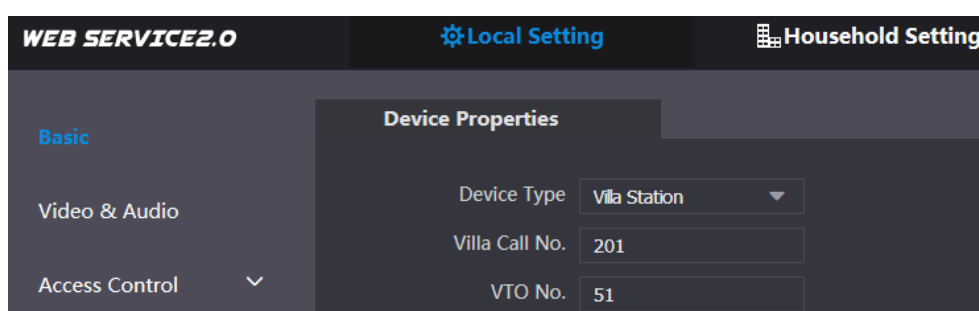 WEB SERVICE2.0
Local Setting
Household Setting
Basic
Video & Audio
Access Control
Device Properties
Device Type Villa Station
Villa Call No. 201
VTO No. 51